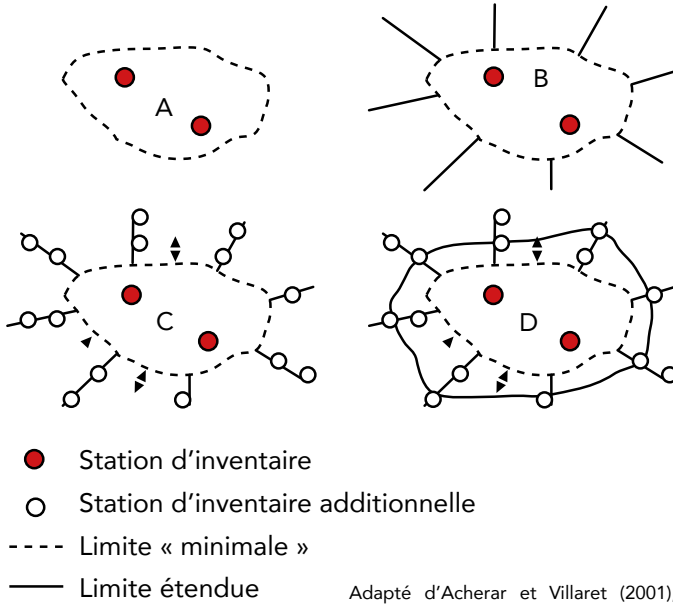 A
B
C
D
Station d’inventaire
Station d’inventaire additionnelle
Limite « minimale »
Limite étendue
Adapté d’Acherar et Villaret (2001),